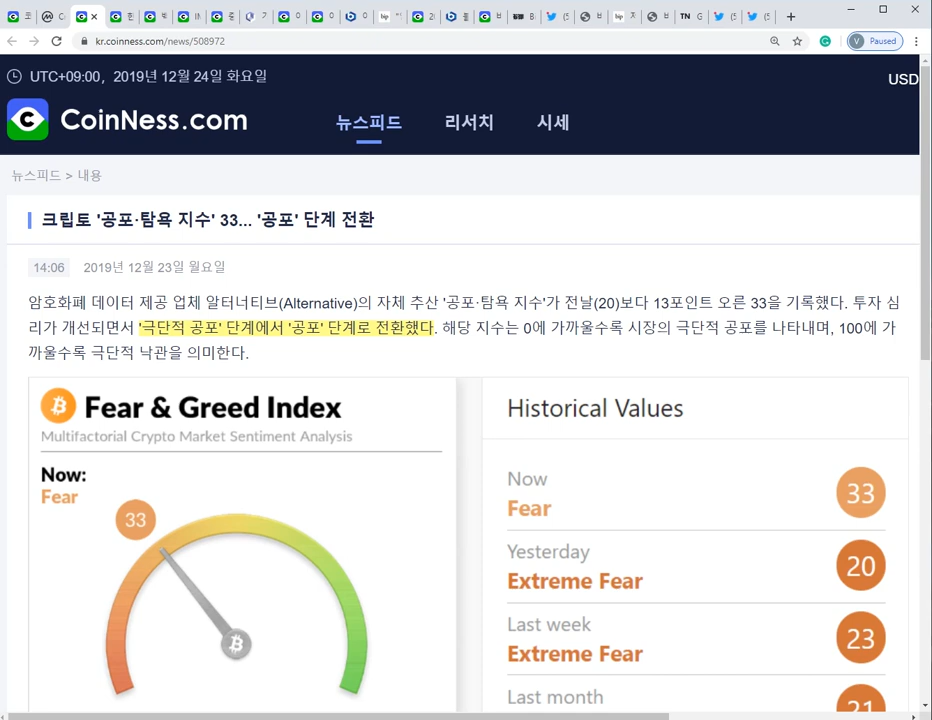 kr.coinness.com/news/508972
V Paused
UTC+09:00, 2019년 12월 24일 화요일
USD
CoinNess.com
뉴스피드
리서치
시세
뉴스피드 > 내용
크립토 '공포·탐욕 지수' 33... '공포' 단계 전환
14:06 2019년 12월 23일 월요일
암호화폐 데이터 제공 업체 알터너티브(Alternative)의 자체 추산 '공포·탐욕 지수'가 전날(20)보다 13포인트 오른 33을 기록했다. 투자 심
리가 개선되면서 '극단적 공포' 단계에서 '공포' 단계로 전환했다. 해당 지수는 0에 가까울수록 시장의 극단적 공포를 나타내며, 100에 가
까울수록 극단적 낙관을 의미한다.
Fear & Greed Index
Multifactorial Crypto Market Sentiment Analysis
Now:
Fear
33
Historical Values
Now
Fear
33
Yesterday
Extreme Fear
20
Last week
Extreme Fear
23
Last month
21